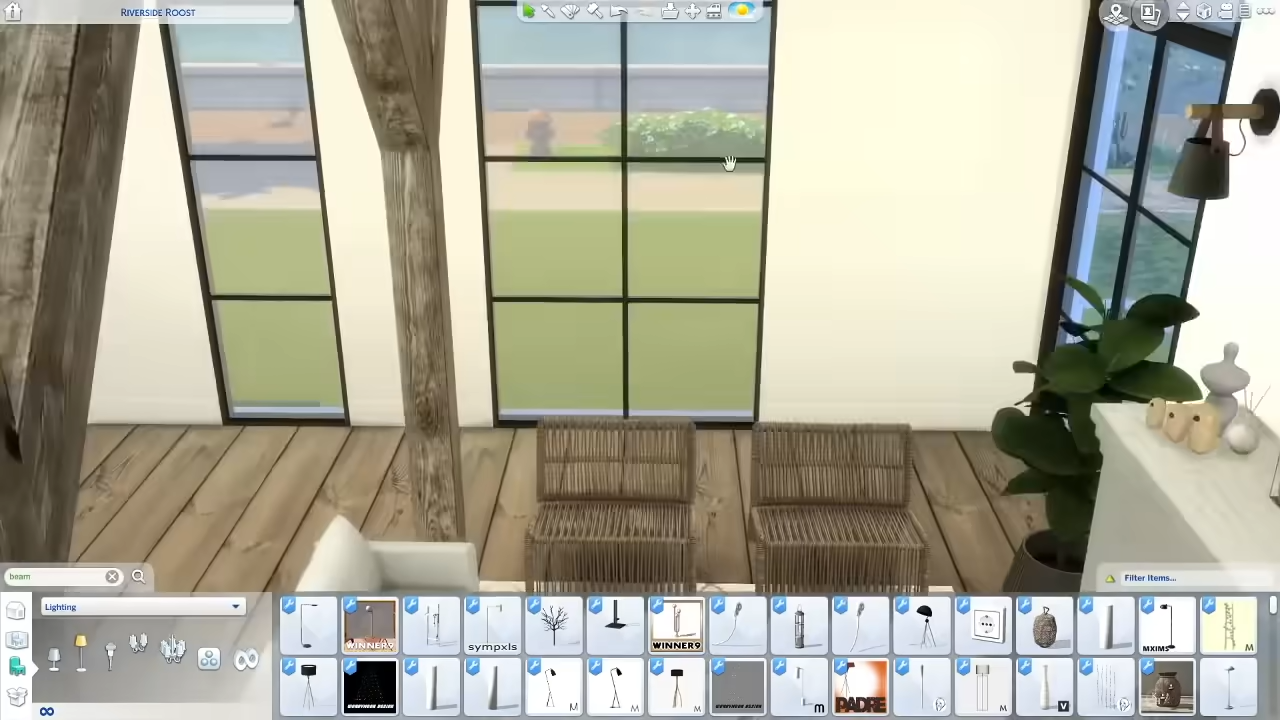 RIVERSIDE ROOST
beam
Filter Items...
Lighting
sympxls
WINNER9
WINNER9
MXIMS
M
M
M
M
m
PADRE
M
V